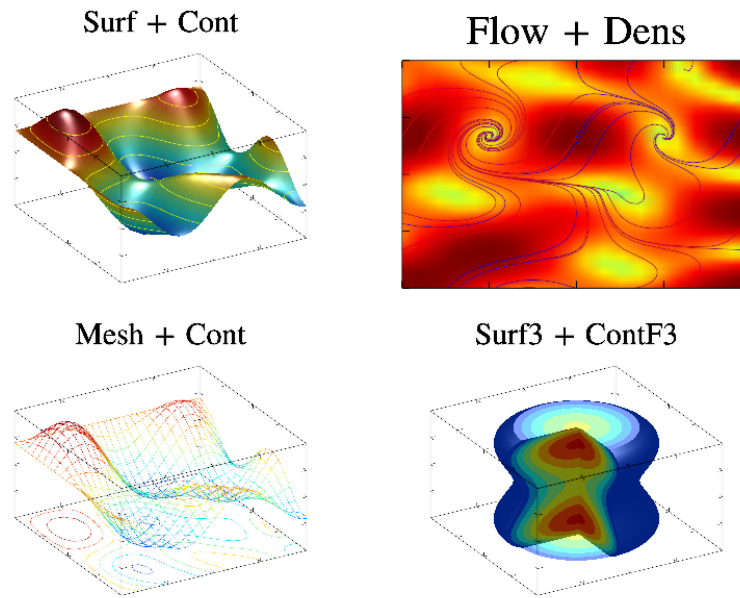 Surf + Cont
Flow + Dens
Mesh + Cont
Surf3 + ContF3